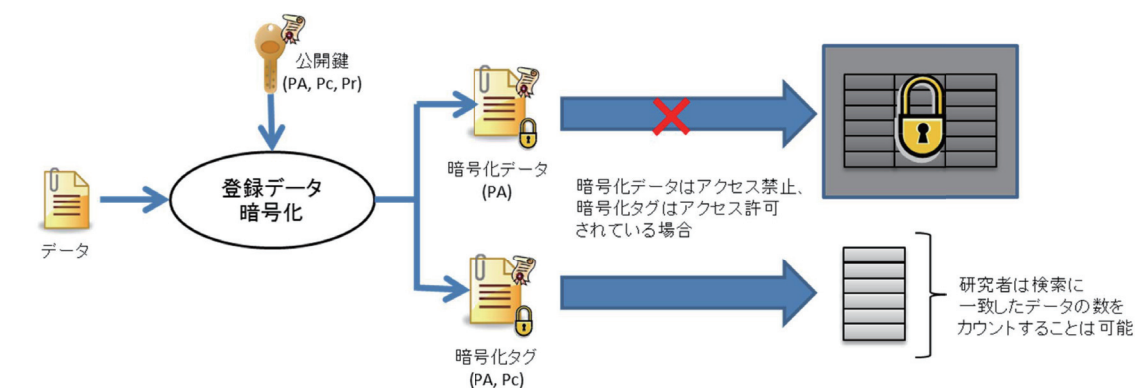 公開鍵
(PA, Pc, Pr)
データ
登録データ
暗号化
暗号化データ
(PA)
暗号化データはアクセス禁止、
暗号化タグはアクセス許可
されている場合
暗号化タグ
(PA, Pc)
研究者は検索に
一致したデータの数を
カウントすることは可能